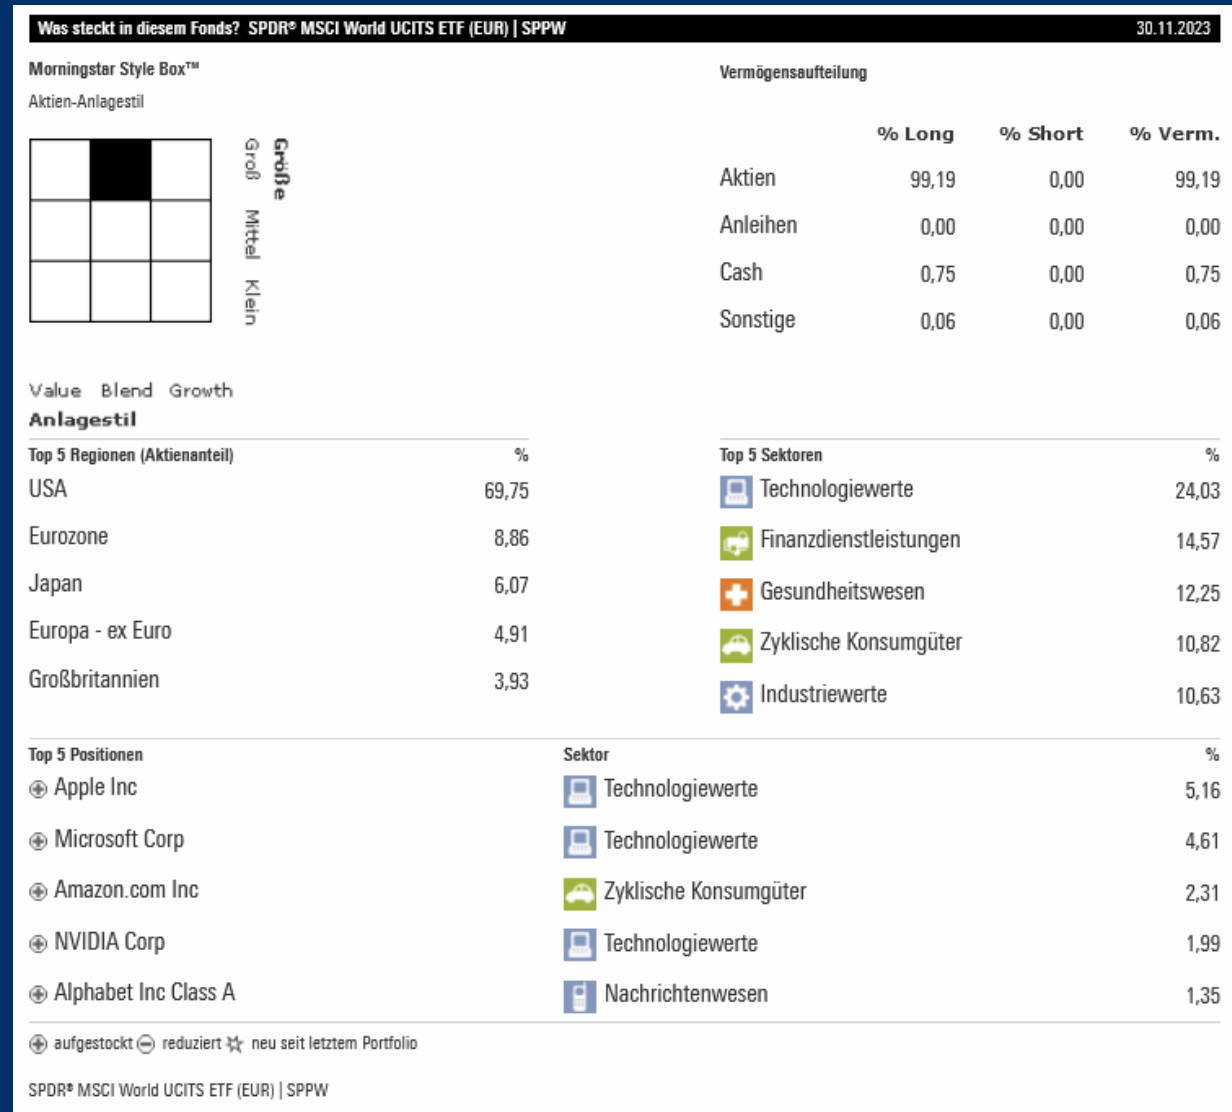 Was steckt in diesem Fonds? SPDR® MSCI World UCITS ETF (EUR) | SPPW 30.11.2023
Morningstar Style Box™
Aktien-Anlagestil
Größe
Groß Mittel Klein
Value Blend Growth
Anlagestil
Vermögensaufteilung
% Long % Short % Verm.
Aktien 99,19 0,00 99,19
Anleihen 0,00 0,00 0,00
Cash 0,75 0,00 0,75
Sonstige 0,06 0,00 0,06
Top 5 Regionen (Aktienanteil) %
USA 69,75
Eurozone 8,86
Japan 6,07
Europa - ex Euro 4,91
Großbritannien 3,93
Top 5 Sektoren %
Technologiewerte 24,03
Finanzdienstleistungen 14,57
Gesundheitswesen 12,25
Zyklische Konsumgüter 10,82
Industriewerte 10,63
Top 5 Positionen Sektor %
Apple Inc Technologiewerte 5,16
Microsoft Corp Technologiewerte 4,61
Amazon.com Inc Zyklische Konsumgüter 2,31
NVIDIA Corp Technologiewerte 1,99
Alphabet Inc Class A Nachrichtenwesen 1,35
aufgestockt reduziert neu seit letztem Portfolio
SPDR® MSCI World UCITS ETF (EUR) | SPPW